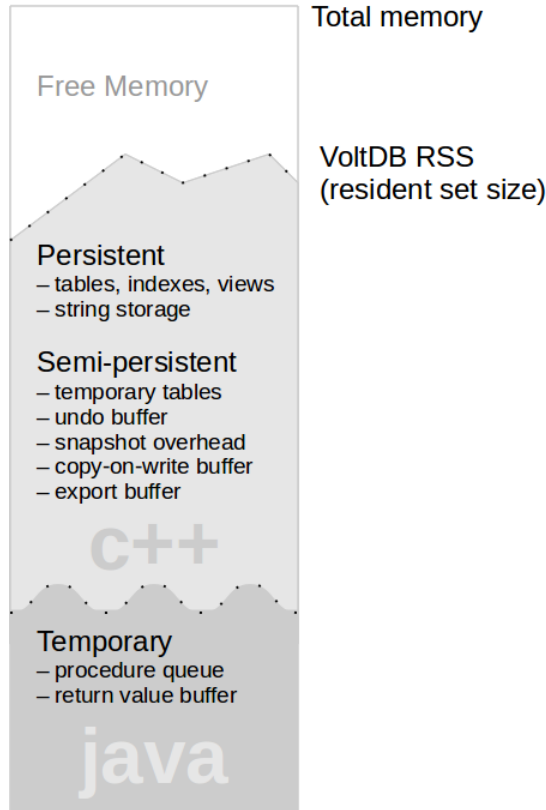 Total memory
Free Memory
VoltDB RSS
(resident set size)
Persistent
– tables, indexes, views
– string storage
Semi-persistent
– temporary tables
– undo buffer
– snapshot overhead
– copy-on-write buffer
– export buffer
c++
Temporary
– procedure queue
– return value buffer
java